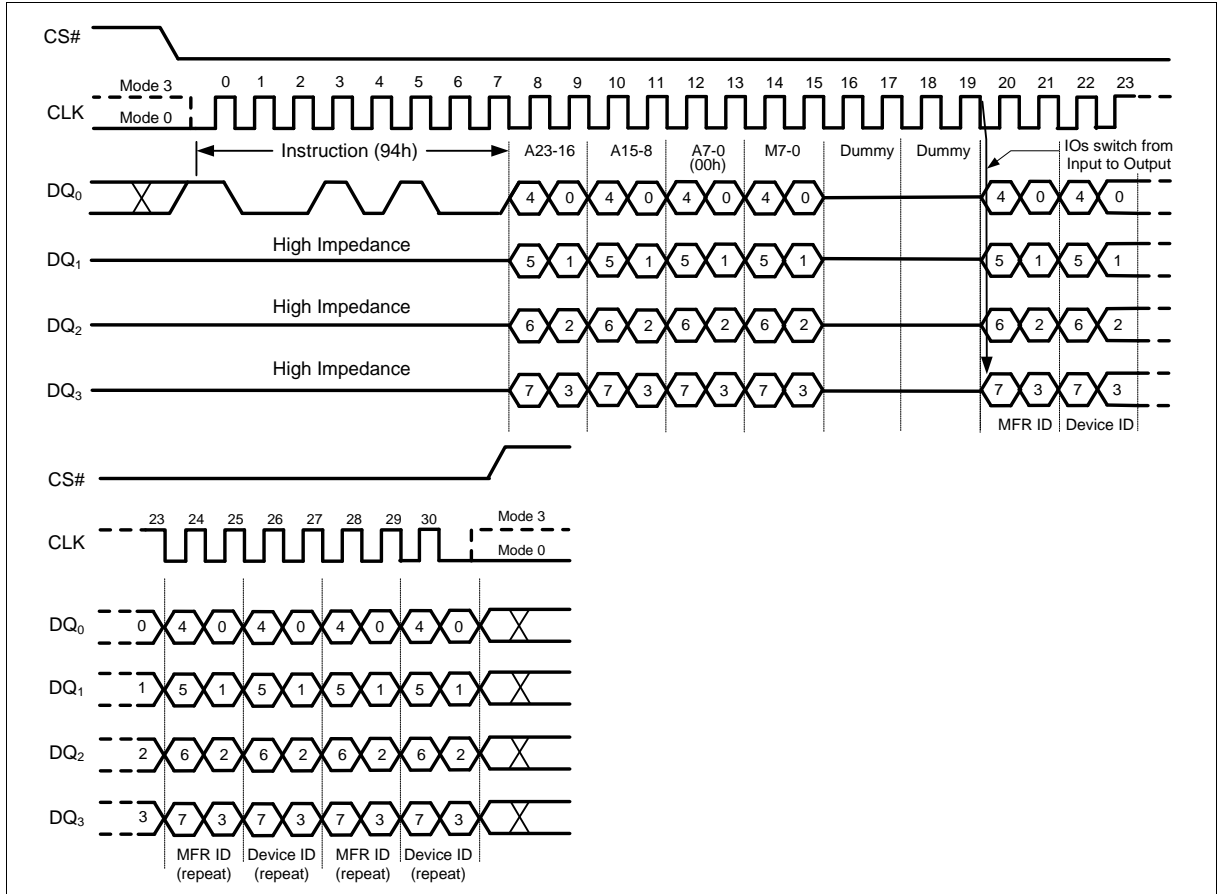 CS#
0 1 2 3 4 5 6 7 8 9 10 11 12 13 14 15 16 17 18 19 20 21 22 23
Mode 3
CLK
Mode 0
Instruction (94h) A23-16 A15-8 A7-0 M7-0 Dummy Dummy IOs switch from
(00h) Input to Output
DQ0 4 0 4 0 4 0 4 0 4 0 4 0
High Impedance
DQ1 5 1 5 1 5 1 5 1 5 1 5 1
High Impedance
DQ2 6 2 6 2 6 2 6 2 6 2 6 2
High Impedance
DQ3 7 3 7 3 7 3 7 3 7 3 7 3
MFR ID Device ID
CS#
23 24 25 26 27 28 29 30 Mode 3
CLK
Mode 0
DQ0 0 4 0 4 0 4 0 4 0
DQ1 1 5 1 5 1 5 1 5 1
DQ2 2 6 2 6 2 6 2 6 2
DQ3 3 7 3 7 3 7 3 7 3
MFR ID Device ID MFR ID Device ID
(repeat) (repeat) (repeat) (repeat)